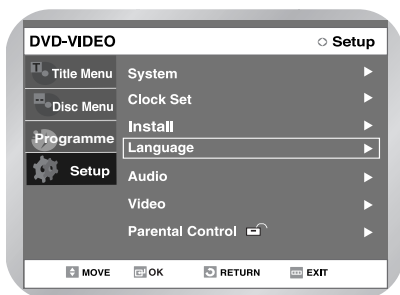 DVD-VIDEO
Setup
Title Menu
Disc Menu
Programme
Setup
System
Clock Set
Install
Language
Audio
Video
Parental Control
MOVE OK RETURN EXIT